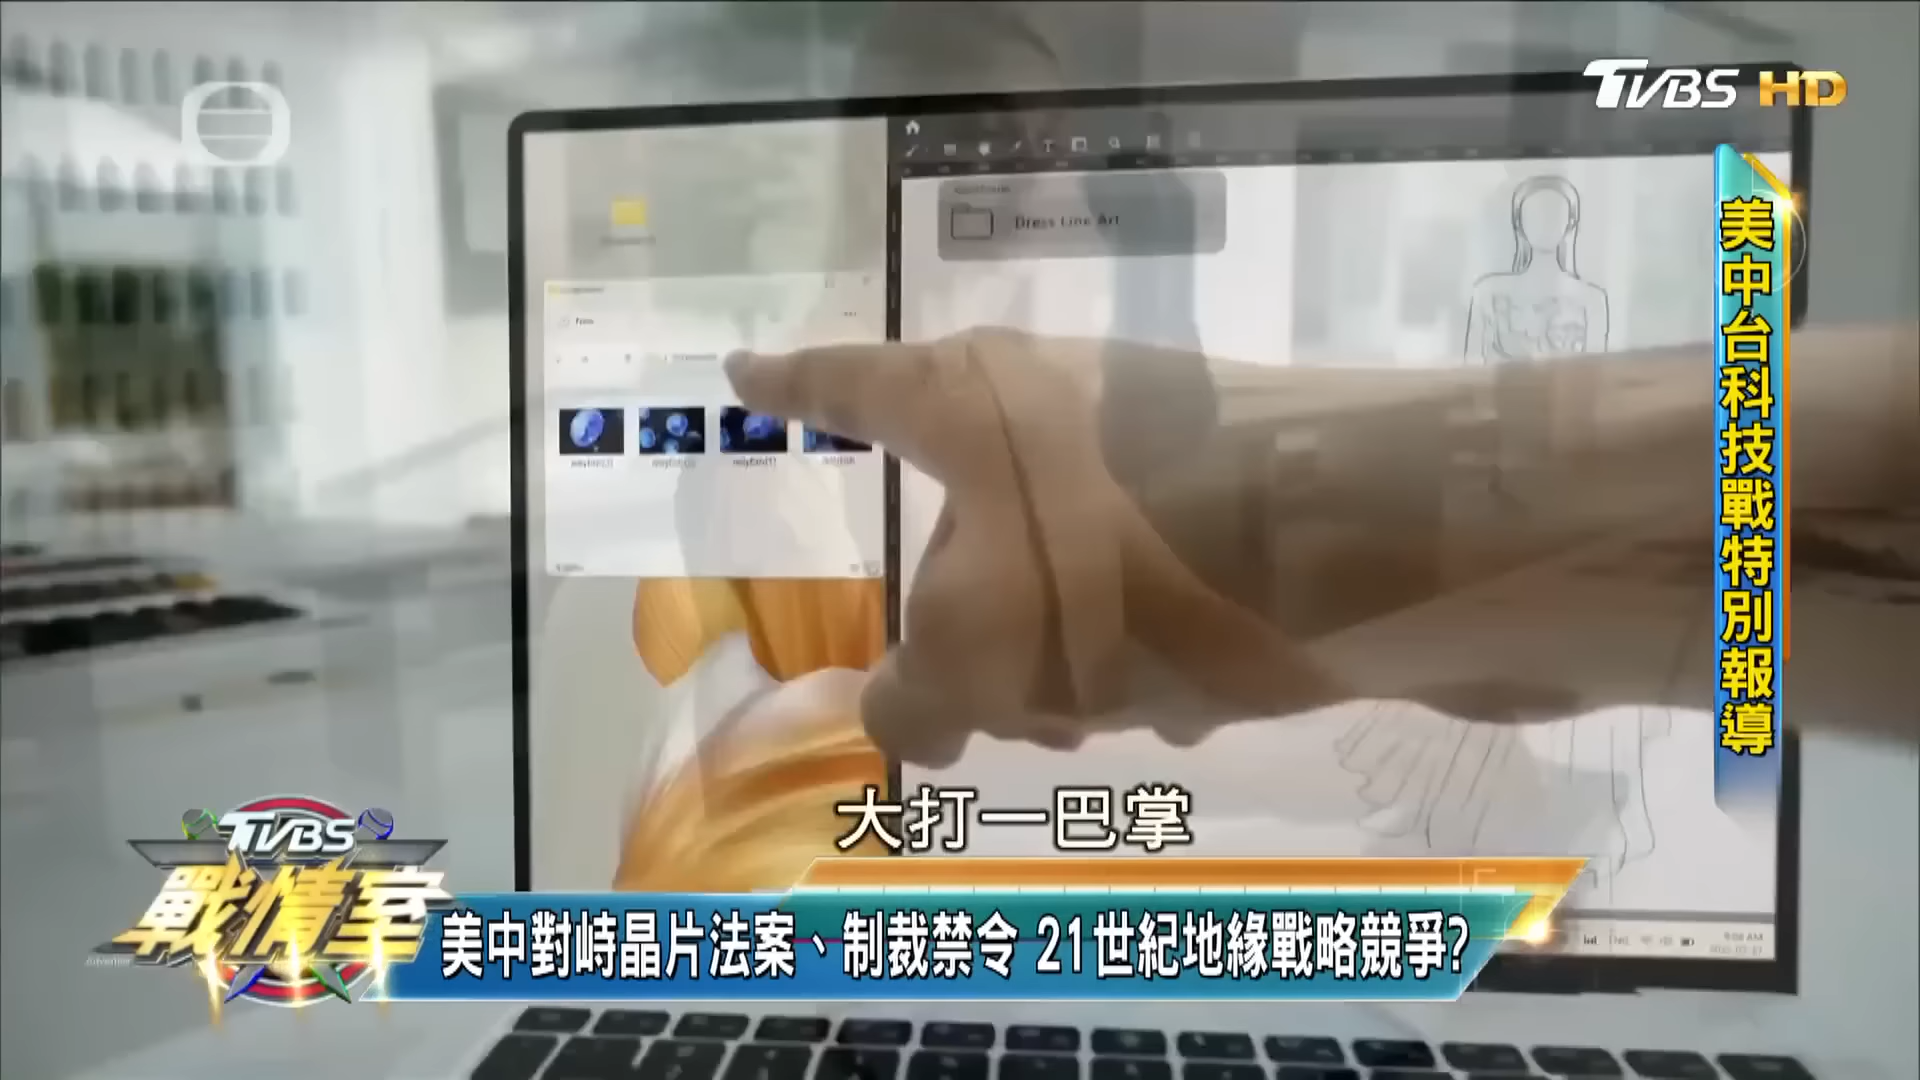 TVBS HD
美中台科技戰特別報導
Dress Line Art
大打一巴掌
TVBS
戰情室
美中對峙晶片法案、制裁禁令 21世紀地緣戰略競爭?